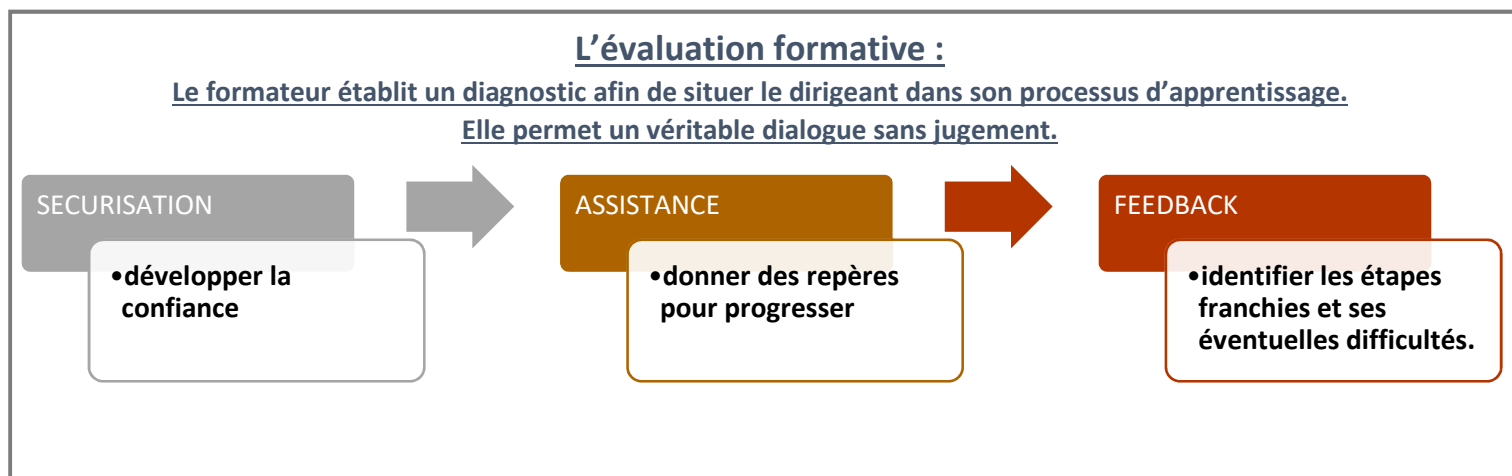 L’évaluation formative :
Le formateur établit un diagnostic afin de situer le dirigeant dans son processus d’apprentissage.
Elle permet un véritable dialogue sans jugement.
SECURISATION
•développer la
confiance
ASSISTANCE
•donner des repères
pour progresser
FEEDBACK
•identifier les étapes
franchies et ses
éventuelles difficultés.